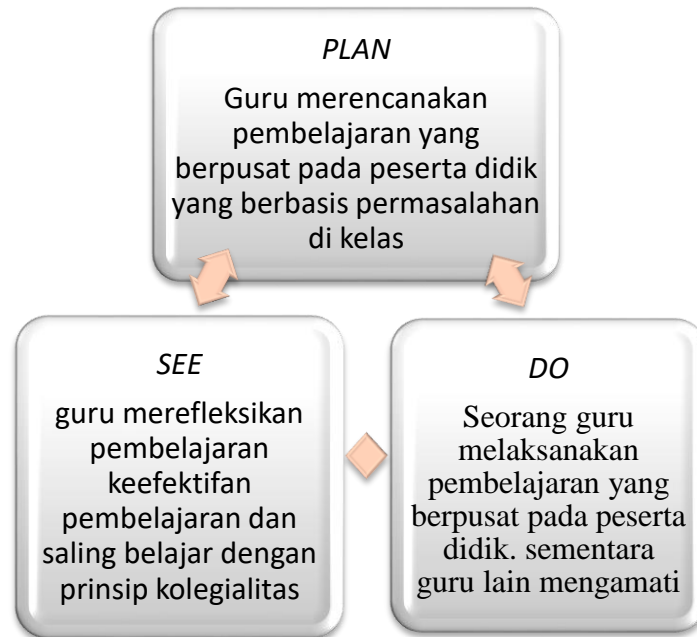 PLAN
Guru merencanakan
pembelajaran yang
berpusat pada peserta didik
yang berbasis permasalahan
di kelas
SEE
guru merefleksikan
pembelajaran
keefektifan
pembelajaran dan
saling belajar dengan
prinsip kolegialitas
DO
Seorang guru
melaksanakan
pembelajaran yang
berpusat pada peserta
didik. sementara
guru lain mengamati